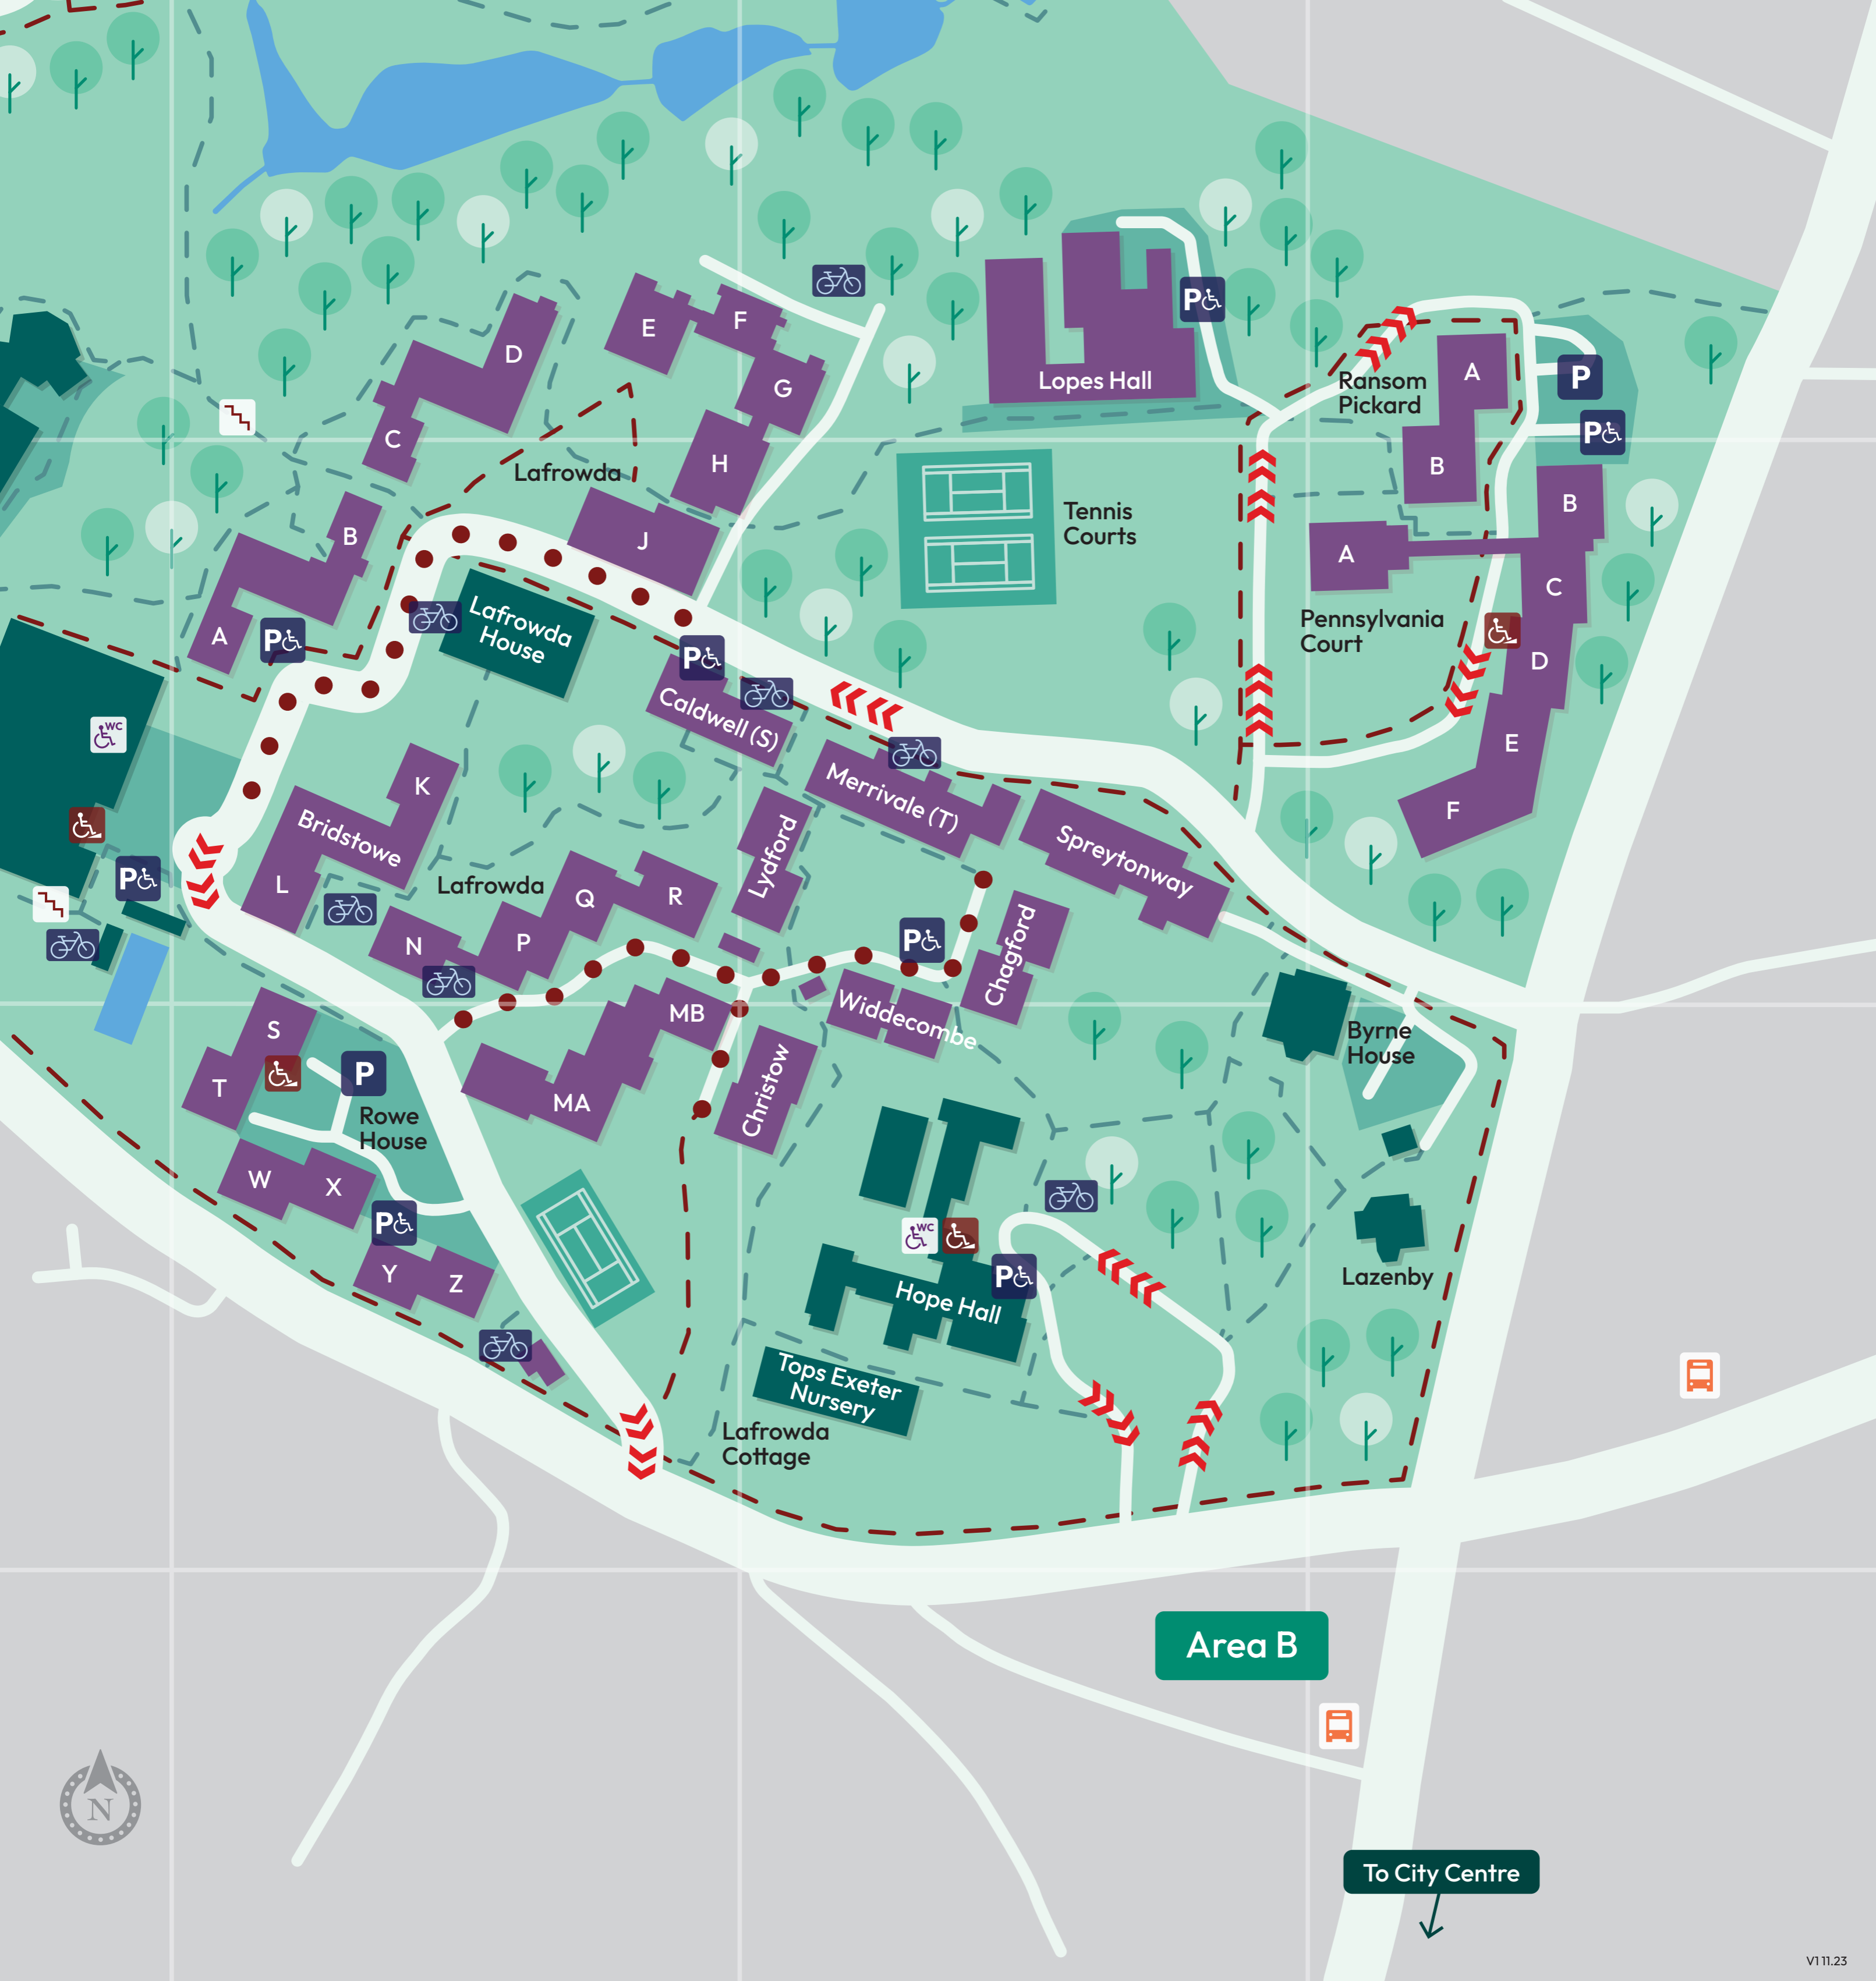 F
E
D
G
C
H
Lafrowda
B
J
A
P
Lafrowda
House
P
Caldwell (S)
Lopes Hall
P
Tennis
Courts
Ransom
Pickard
A
P
P
B
B
A
C
Pennsylvania
Court
D
E
F
WC
K
Bridstowe
L
P
Lafrowda
Q
R
N
P
Lydford
Merrivale (T)
Spreytonway
Chagford
P
Widdecombe
MB
MA
Christow
S
T
P
Rowe
House
W
X
P
Y
Z
Byrne
House
Lazenby
WC
P
Hope Hall
Tops Exeter
Nursery
Lafrowda
Cottage
Area B
N
To City Centre
V1 11.23